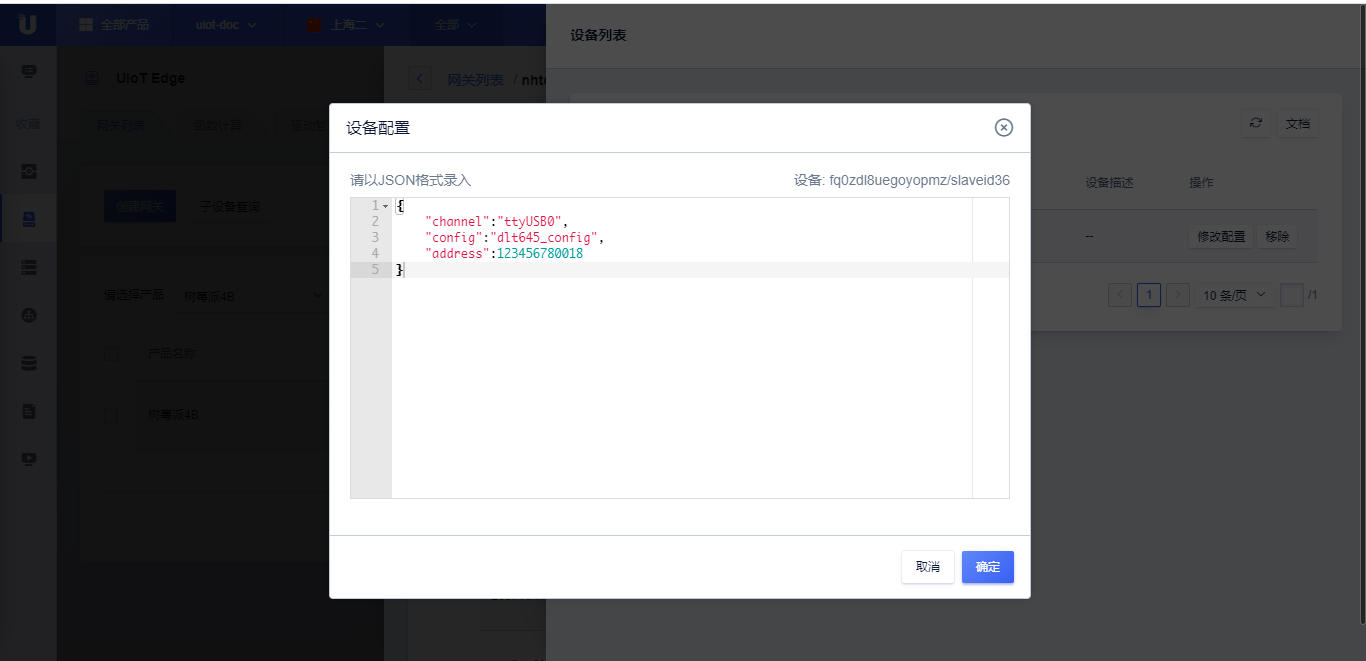 全部产品
uiot-doc
上海二
全部
设备列表
UIoT Edge
网关列表 / nhte
收藏
网关列表
函数计算
驱动管
文档
设备配置
请以JSON格式录入
设备: fq0zdl8uegoyopmz/slaveid36
设备描述
操作
创建网关
子设备查询
1 {
2 "channel":"ttyUSB0",
3 "config":"dlt645_config",
4 "address":123456780018
5 }
--
修改配置
移除
请选择产品
树莓派4B
1
10 条/页
/1
产品名称
树莓派4B
取消
确定